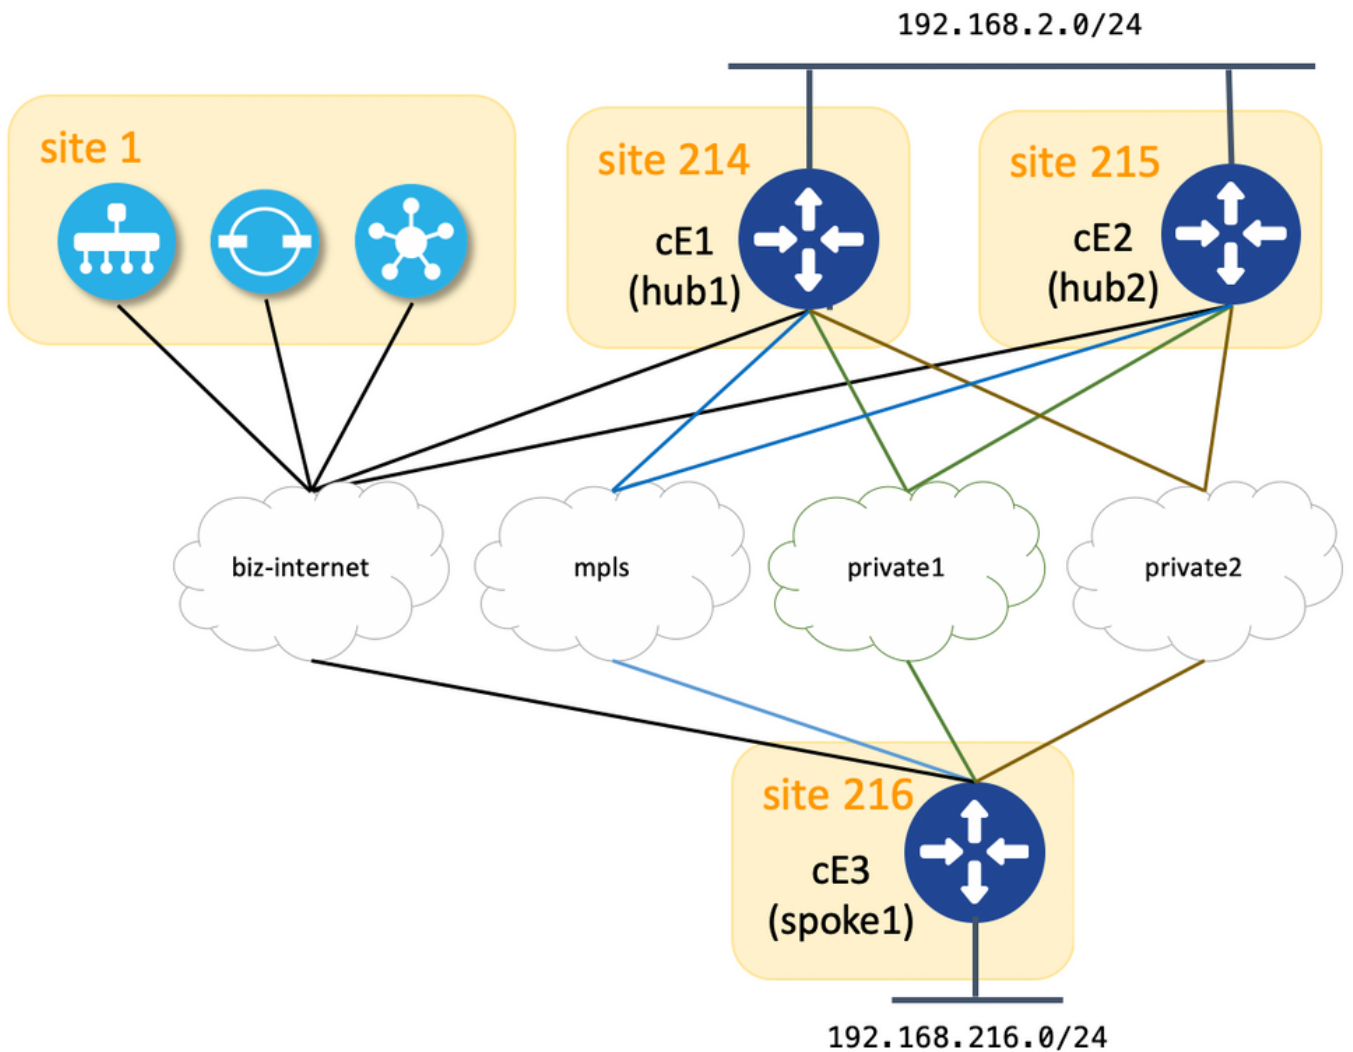 192.168.2.0/24
site 1
site 214
cE1
(hub1)
site 215
cE2
(hub2)
biz-internet
mpls
private1
private2
site 216
cE3
(spoke1)
192.168.216.0/24